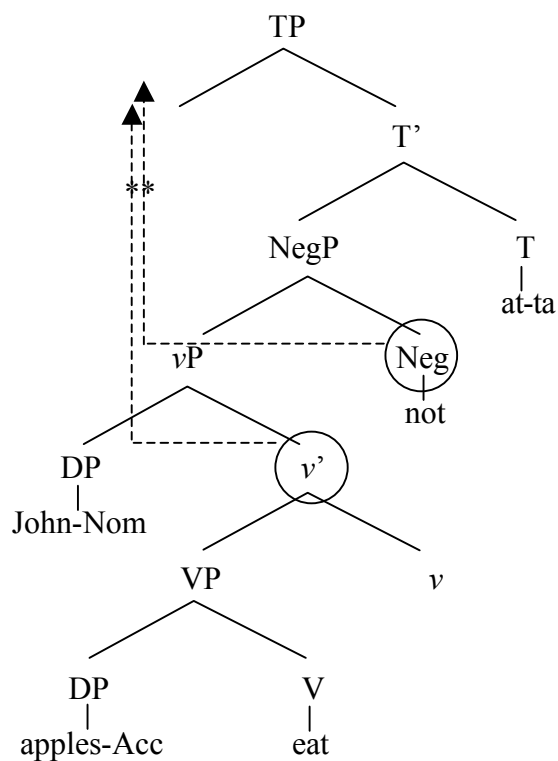 TP
T’
**
NegP T
at-ta
vP Neg
not
DP v’
John-Nom
VP v
DP V
apples-Acc eat